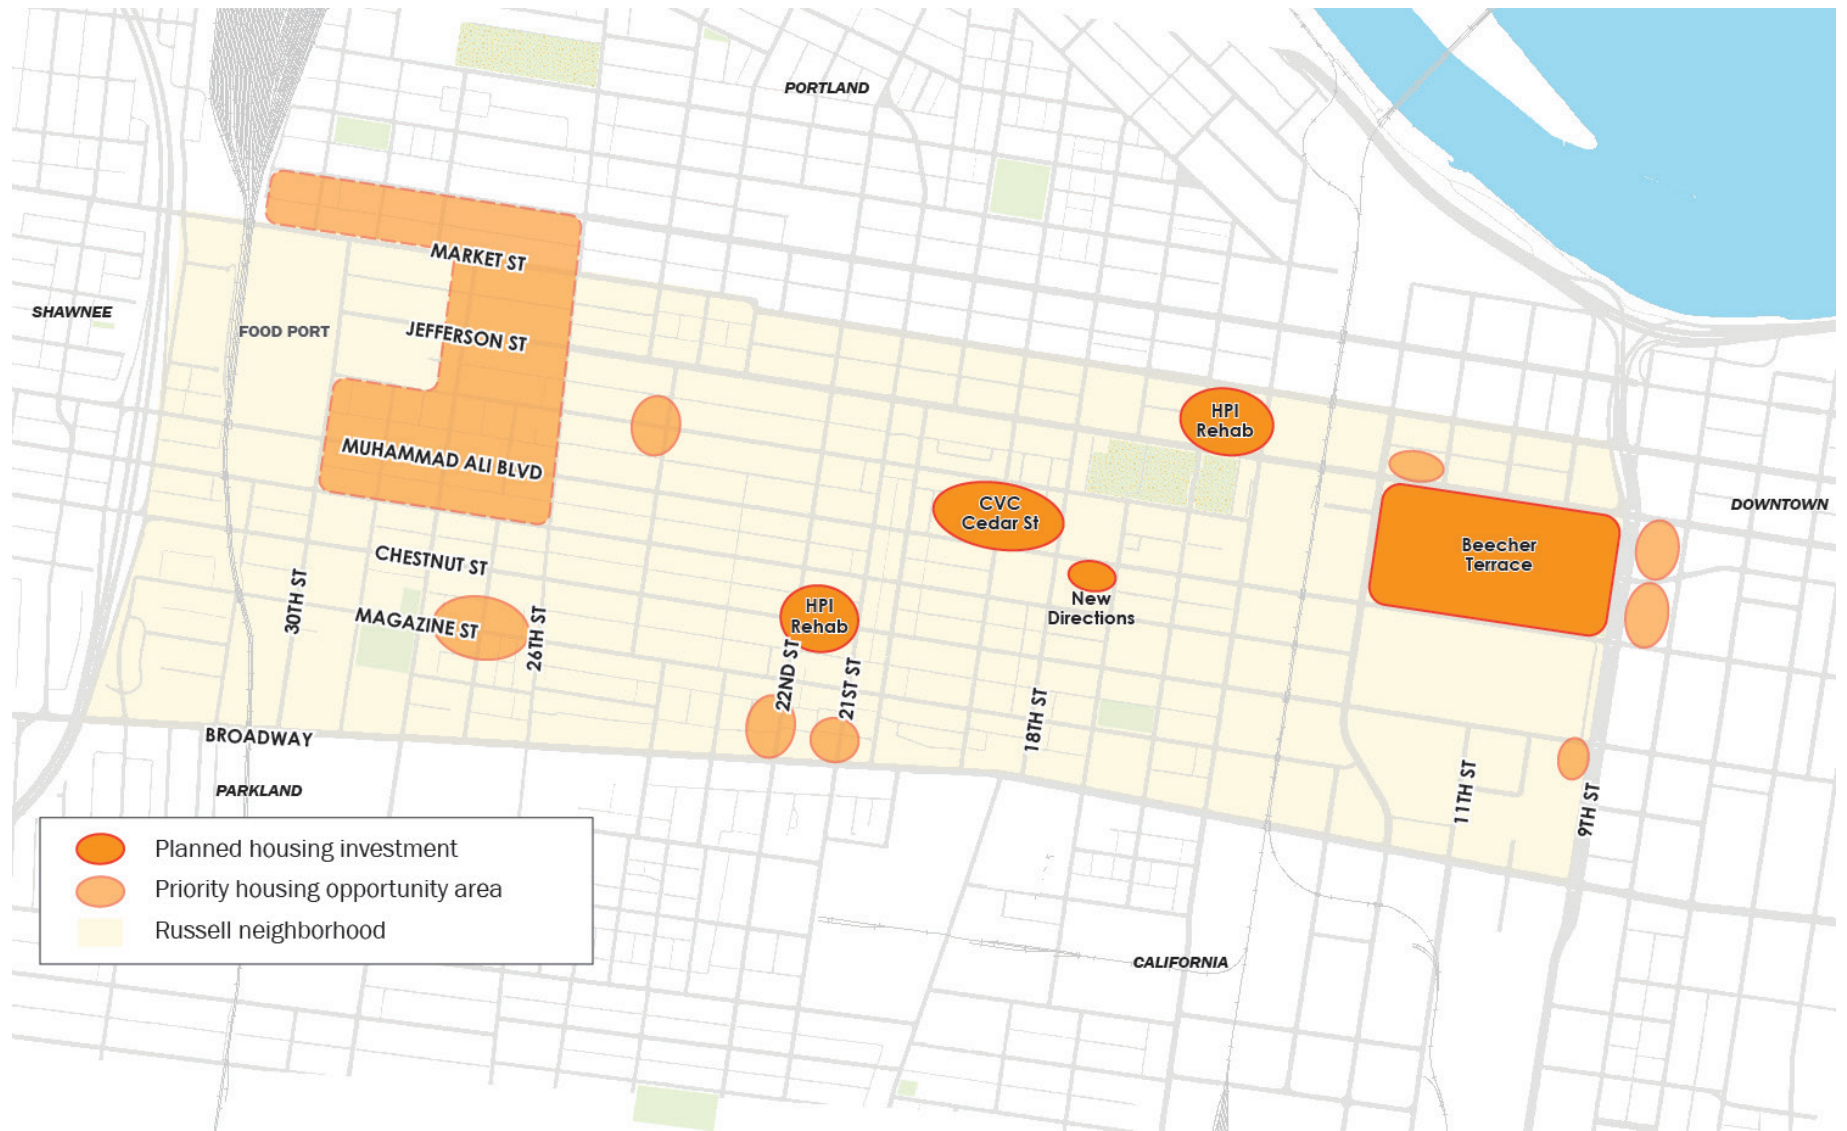 PORTLAND
MARKET ST
SHAWNEE
FOOD PORT
JEFFERSON ST
HPI
Rehab
MUHAMMAD ALI BLVD
CVC
Cedar St
DOWNTOWN
Beecher
Terrace
CHESTNUT ST
New
Directions
30TH ST
MAGAZINE ST
26TH ST
HPI
Rehab
22ND ST
21ST ST
18TH ST
BROADWAY
11TH ST
9TH ST
PARKLAND
Planned housing investment
Priority housing opportunity area
Russell neighborhood
CALIFORNIA